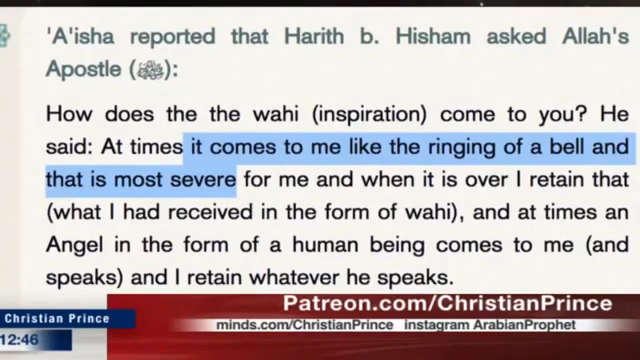 'A'isha reported that Harith b. Hisham asked Allah's
Apostle (ﷺ):
How does the the wahi (inspiration) come to you? He
said: At times it comes to me like the ringing of a bell and
that is most severe for me and when it is over I retain that
(what I had received in the form of wahi), and at times an
Angel in the form of a human being comes to me (and
speaks) and I retain whatever he speaks.
Patreon.com/ChristianPrince
Christian Prince
minds.com/ChristianPrince instagram ArabianProphet
12:46